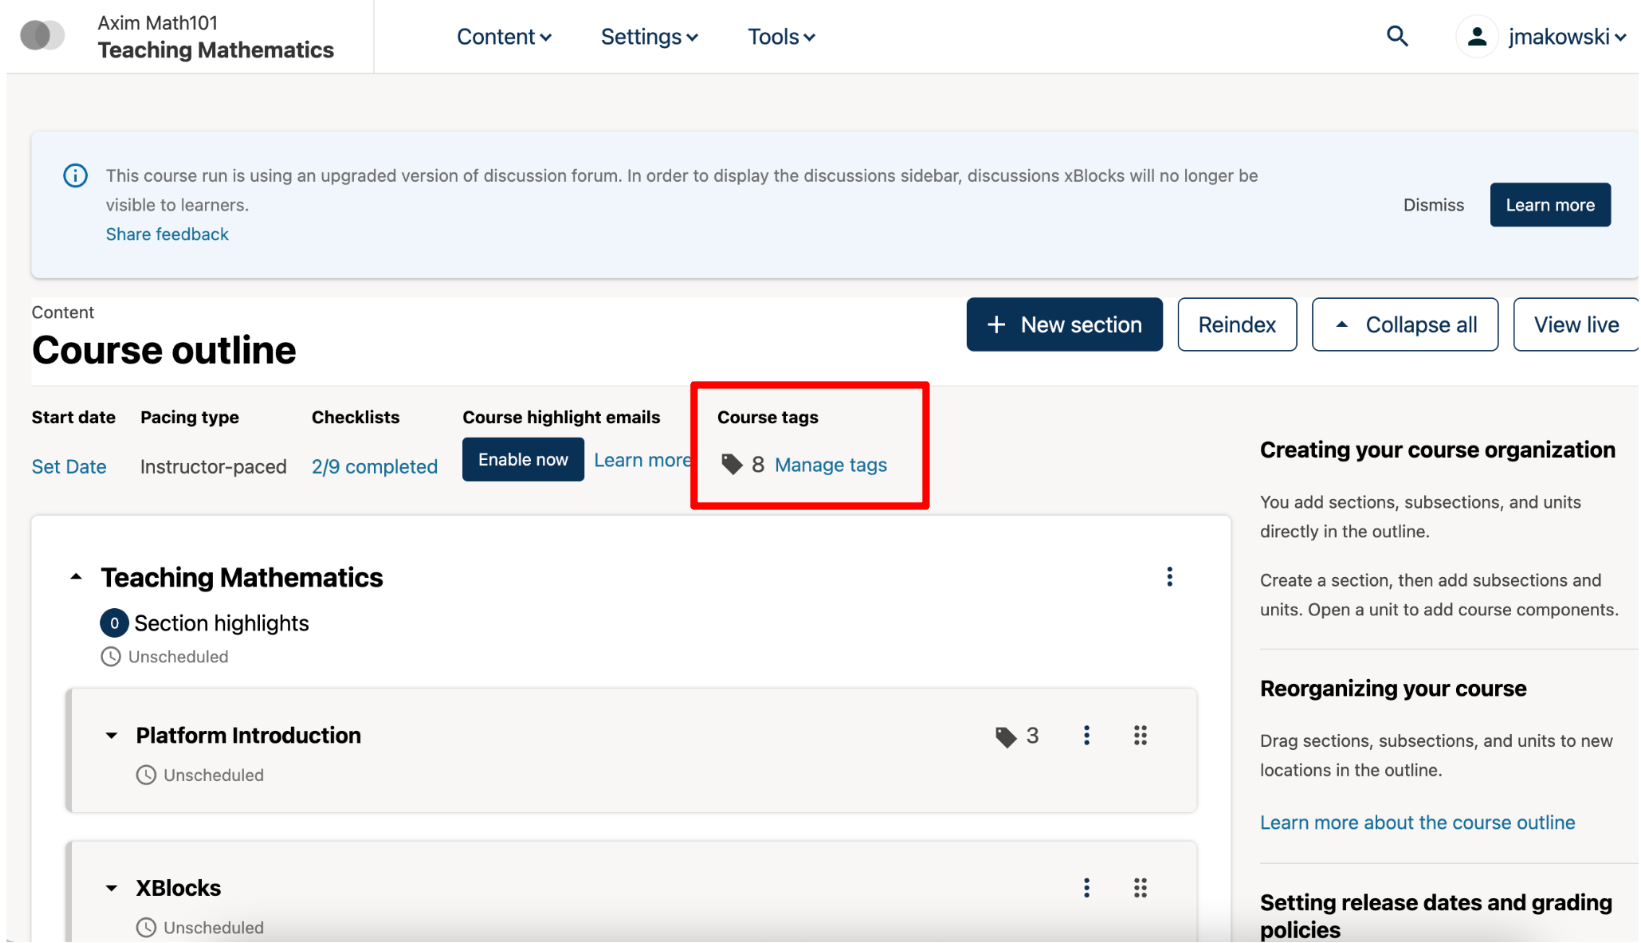 Axim Math101
Teaching Mathematics
Content
Settings
Tools
jmakowski
This course run is using an upgraded version of discussion forum. In order to display the discussions sidebar, discussions xBlocks will no longer be
visible to learners.
Share feedback
Dismiss
Learn more
Content
Course outline
+ New section
Reindex
Collapse all
View live
Start date
Set Date
Pacing type
Instructor-paced
Checklists
2/9 completed
Course highlight emails
Enable now
Learn more
Course tags
8 Manage tags
Teaching Mathematics
0 Section highlights
Unscheduled
Platform Introduction
3
Unscheduled
XBlocks
Unscheduled
Creating your course organization
You add sections, subsections, and units
directly in the outline.
Create a section, then add subsections and
units. Open a unit to add course components.
Reorganizing your course
Drag sections, subsections, and units to new
locations in the outline.
Learn more about the course outline
Setting release dates and grading
policies